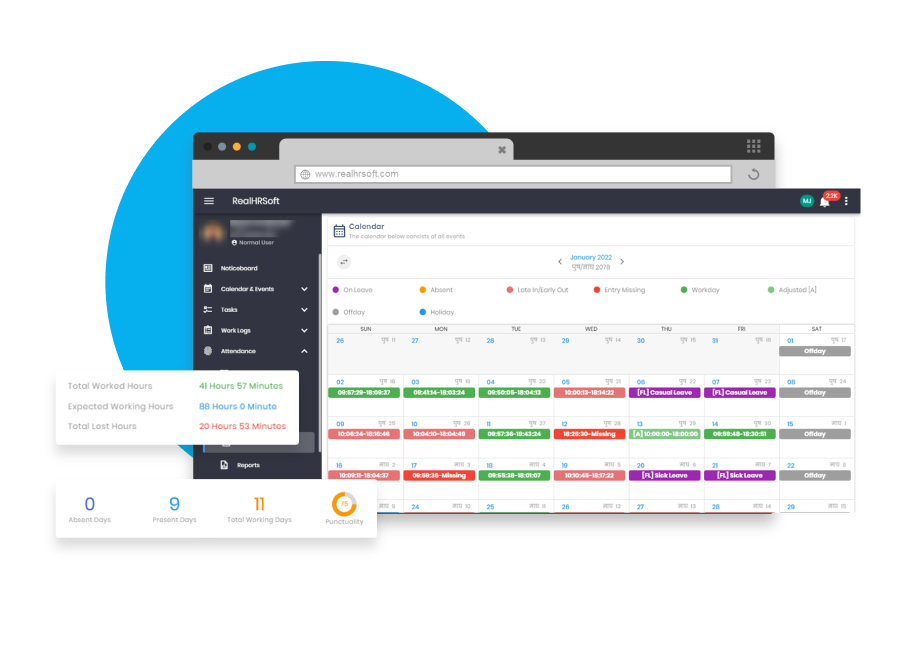 www.realhrsoft.com
RealHRSoft
MJ
2.2K
Normal User
Calendar
The calendar below consists of all events
Noticeboard
January 2022
पुष/माघ 2078
Calendar & Events
On Leave Absent Late In/Early Out Entry Missing Workday Adjusted [A]
Tasks
Offday Holiday
Work Logs
SUN MON TUE WED THU FRI SAT
26 पुष 11 27 पुष 12 28 पुष 13 29 पुष 14 30 पुष 15 31 पुष 16 01 पुष 17
Attendance
Offday
02 पुष 18 03 पुष 19 04 पुष 20 05 पुष 21 06 पुष 22 07 पुष 23 08 पुष 24
09:57:29-18:09:37 09:41:14-18:03:24 09:50:05-18:04:13 10:00:13-18:14:22 [FL] Casual Leave [FL] Casual Leave Offday
Total Worked Hours 41 Hours 57 Minutes
Expected Working Hours 88 Hours 0 Minute
Total Lost Hours 20 Hours 53 Minutes
09 पुष 25 10 पुष 26 11 पुष 27 12 पुष 28 13 पुष 29 14 पुष 30 15 माघ 1
10:06:24-18:16:46 10:04:10-18:04:49 09:57:36-19:43:24 18:26:30-Missing [A] 10:00:00-18:00:00 09:59:48-18:30:51 Offday
Reports
16 माघ 2 17 माघ 3 18 माघ 4 19 माघ 5 20 माघ 6 21 माघ 7 22 माघ 8
10:09:11-18:04:37 09:59:36-Missing 09:55:38-18:01:07 10:10:45-18:17:22 [FL] Sick Leave [FL] Sick Leave Offday
माघ 9 24 माघ 10 25 माघ 11 26 माघ 12 27 माघ 13 28 माघ 14 29 माघ 15
0 9 11 75
Absent Days Present Days Total Working Days Punctuality